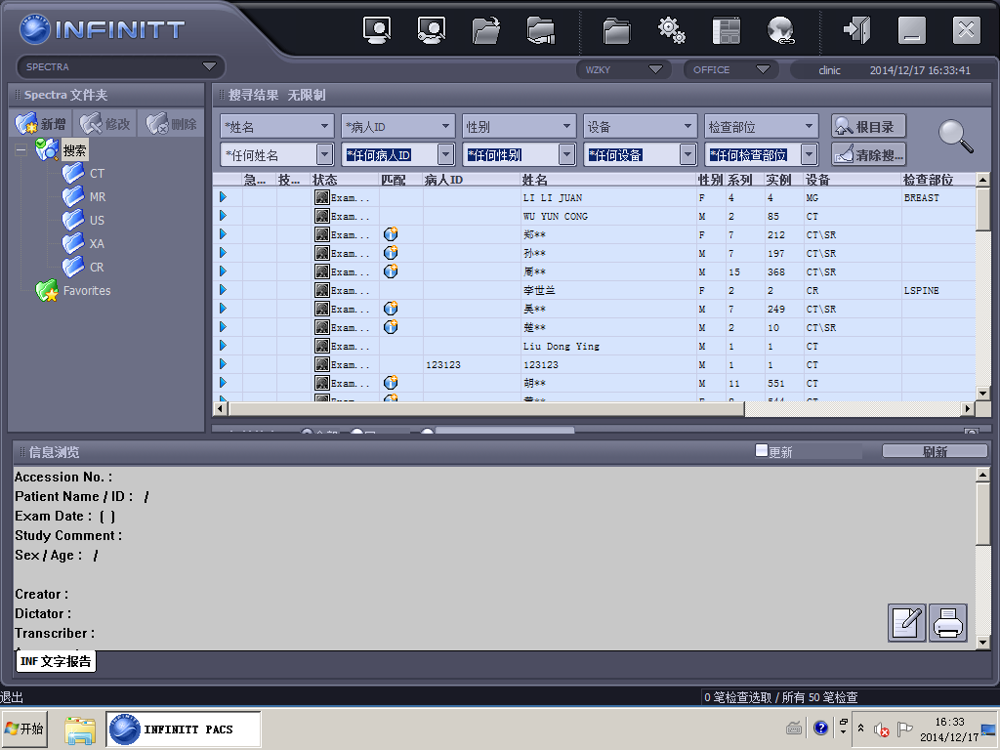 INFINITT
SPECTRA
WZKY OFFICE clinic 2014/12/17 16:33:41
Spectra 文件夹
新增 修改 删除
搜索
CT
MR
US
XA
CR
Favorites
搜寻结果 无限制
*姓名 *病人ID 性别 设备 检查部位 根目录
*任何姓名 *任何病人ID *任何性别 *任何设备 *任何检查部位 清除搜...
急... 技... 状态 匹配 病人ID 姓名 性别 系列 实例 设备 检查部位
Exam... LI LI JUAN F 4 4 MG BREAST
Exam... WU YUN CONG M 2 85 CT
Exam... 郑** F 7 212 CT\SR
Exam... 孙** M 7 197 CT\SR
Exam... 周** M 15 368 CT\SR
Exam... 李世兰 F 2 2 CR LSPINE
Exam... 吴** M 7 249 CT\SR
Exam... 楚** M 2 10 CT\SR
Exam... Liu Dong Ying M 1 1 CT
Exam... 123123 123123 M 1 1 CT
Exam... 胡** M 11 551 CT
信息浏览 更新 刷新
Accession No. :
Patient Name / ID : /
Exam Date : ( )
Study Comment :
Sex / Age : /
Creator :
Dictator :
Transcriber :
INF 文字报告
退出 0 笔检查选取 / 所有 50 笔检查
开始 INFINITT PACS 16:33
2014/12/17